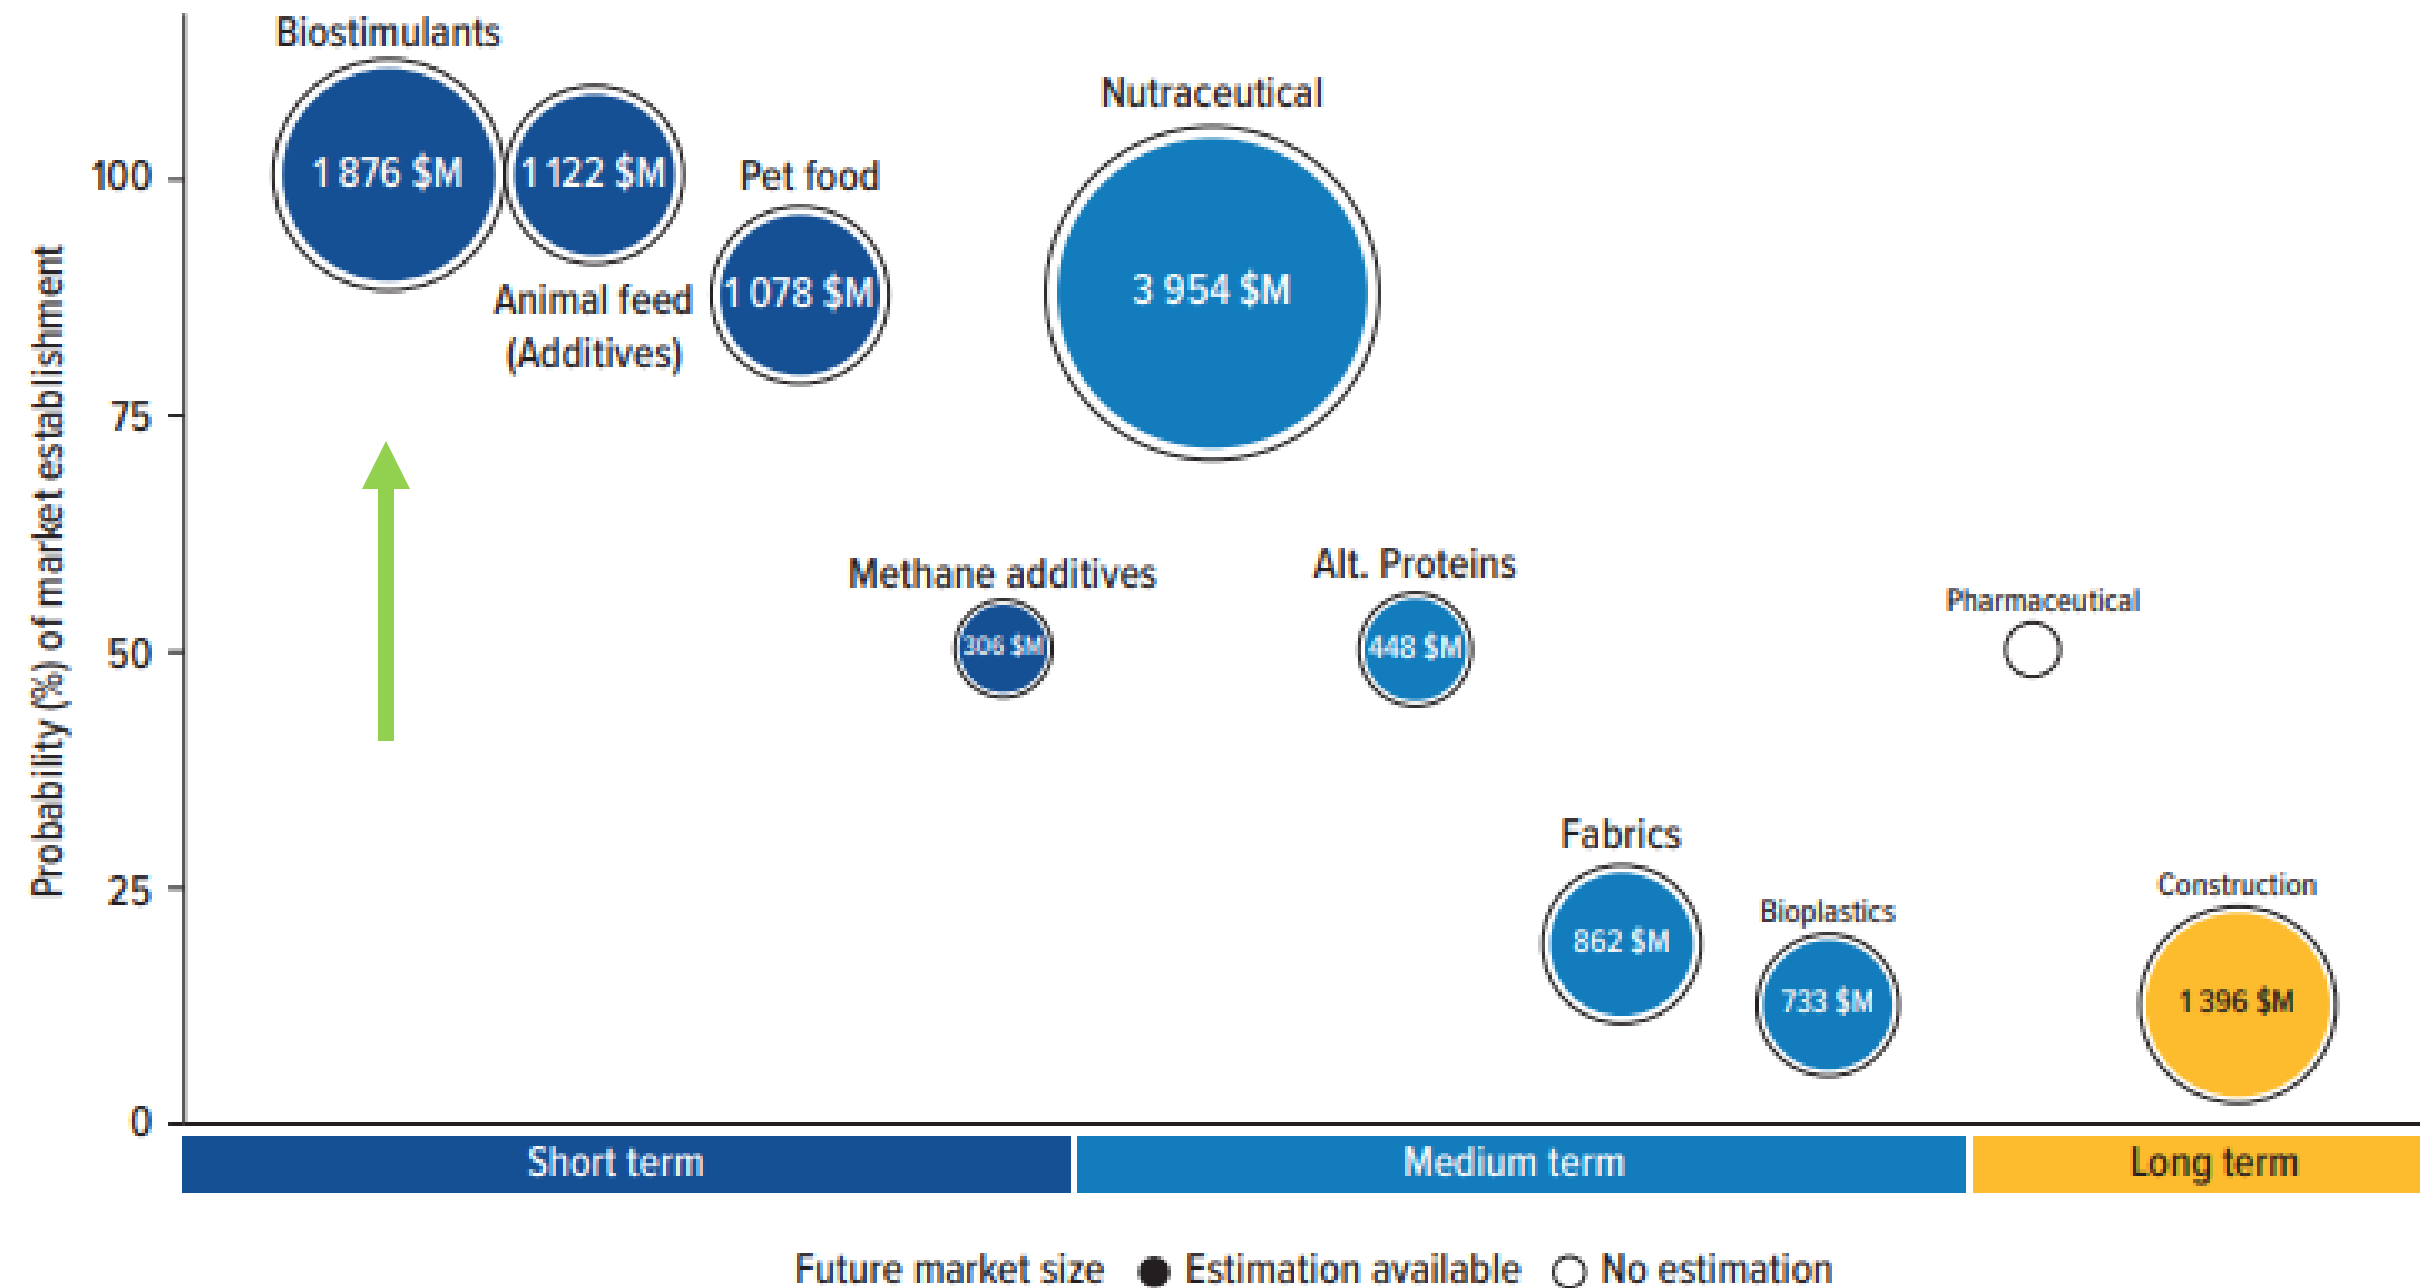 Biostimulants
1 876 $M
1 122 $M
Animal feed
(Additives)
Pet food
1 078 $M
Nutraceutical
3 954 $M
Methane additives
306 $M
Alt. Proteins
448 $M
Pharmaceutical
Fabrics
862 $M
Bioplastics
733 $M
Construction
1 396 $M
Probability (%) of market establishment
100
75
50
25
0
Short term
Medium term
Long term
Future market size
Estimation available
No estimation